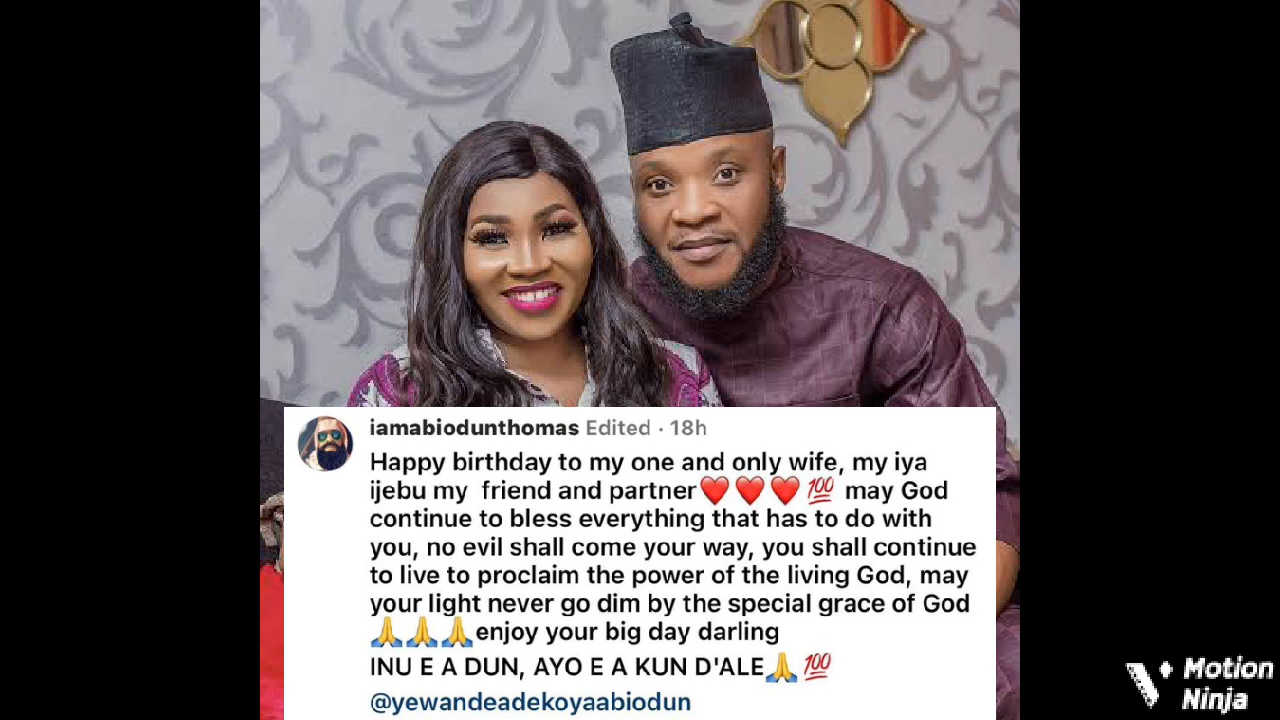 iamabiodunthomas Edited · 18h
Happy birthday to my one and only wife, my iya
ijebu my friend and partner❤️❤️❤️💯 may God
continue to bless everything that has to do with
you, no evil shall come your way, you shall continue
to live to proclaim the power of the living God, may
your light never go dim by the special grace of God
🙏🙏🙏enjoy your big day darling
INU E A DUN, AYO E A KUN D'ALE🙏💯
@yewandeadekoyaabiodun
Motion
Ninja